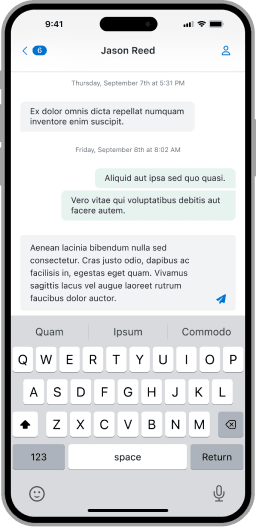 9:41
6
Jason Reed
Thursday, September 7th at 5:31 PM
Ex dolor omnis dicta repellat numquam
inventore enim suscipit.
Friday, September 8th at 8:02 AM
Aliquid aut ipsa sed quo quasi.
Vero vitae qui voluptatibus debitis aut
facere autem.
Aenean lacinia bibendum nulla sed
consectetur. Cras justo odio, dapibus ac
facilisis in, egestas eget quam. Vivamus
sagittis lacus vel augue laoreet rutrum
faucibus dolor auctor.
Quam Ipsum Commodo
Q W E R T Y U I O P
A S D F G H J K L
Z X C V B N M
123 space Return